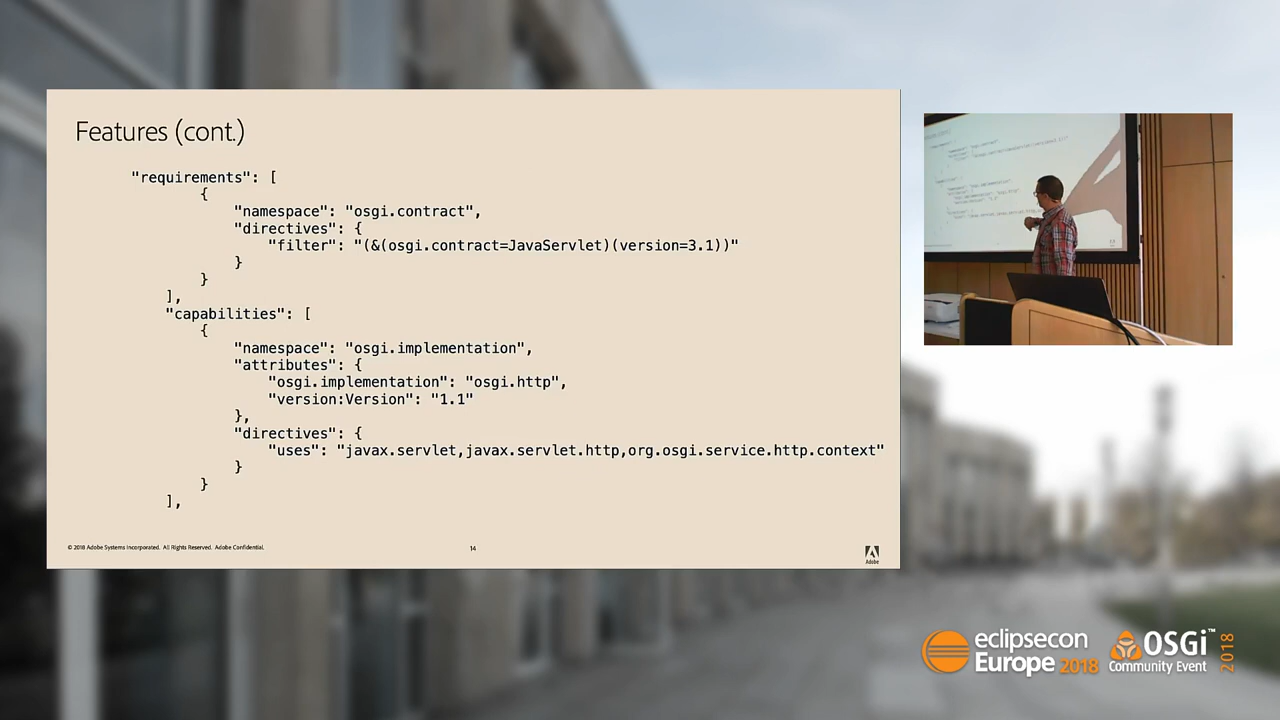 Features (cont.)
"requirements": [
{
"namespace": "osgi.contract",
"directives": {
"filter": "(&(osgi.contract=JavaServlet)(version=3.1))"
}
}
],
"capabilities": [
{
"namespace": "osgi.implementation",
"attributes": {
"osgi.implementation": "osgi.http",
"version:Version": "1.1"
},
"directives": {
"uses": "javax.servlet,javax.servlet.http,org.osgi.service.http.context"
}
}
],
© 2018 Adobe Systems Incorporated. All Rights Reserved. Adobe Confidential.
14
Adobe
eclipsecon
Europe 2018
OSGi™
Community Event
2018